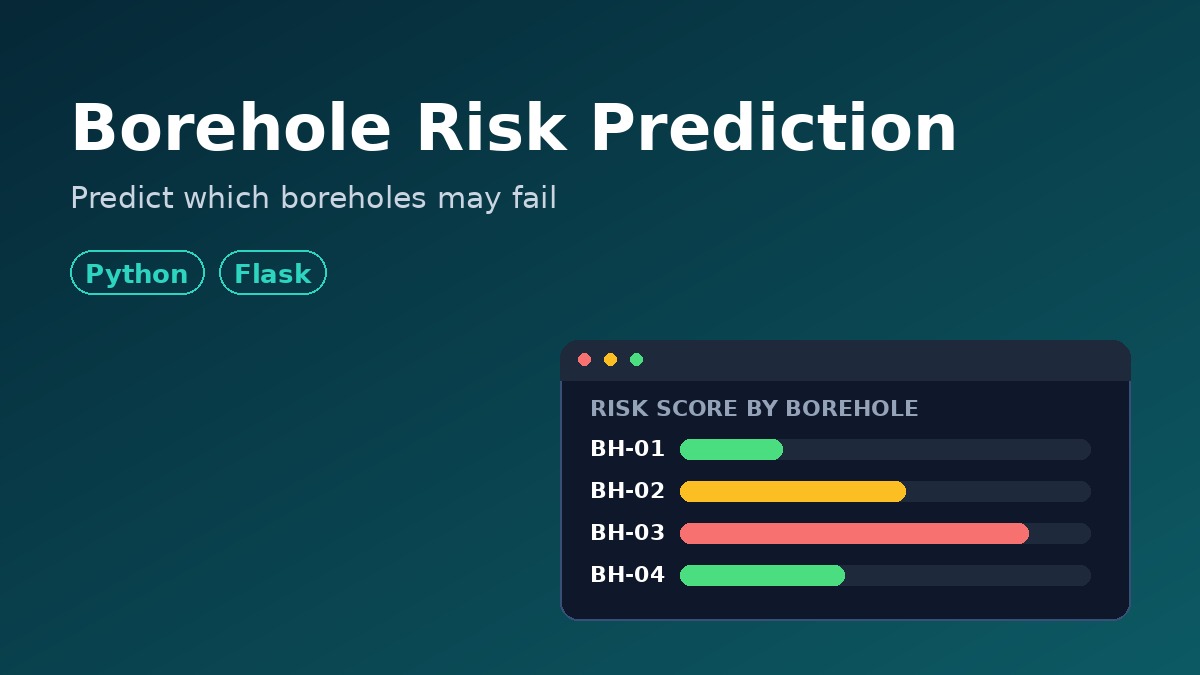 Borehole Risk Prediction
Predict which boreholes may fail
Python Flask
RISK SCORE BY BOREHOLE
BH-01
BH-02
BH-03
BH-04